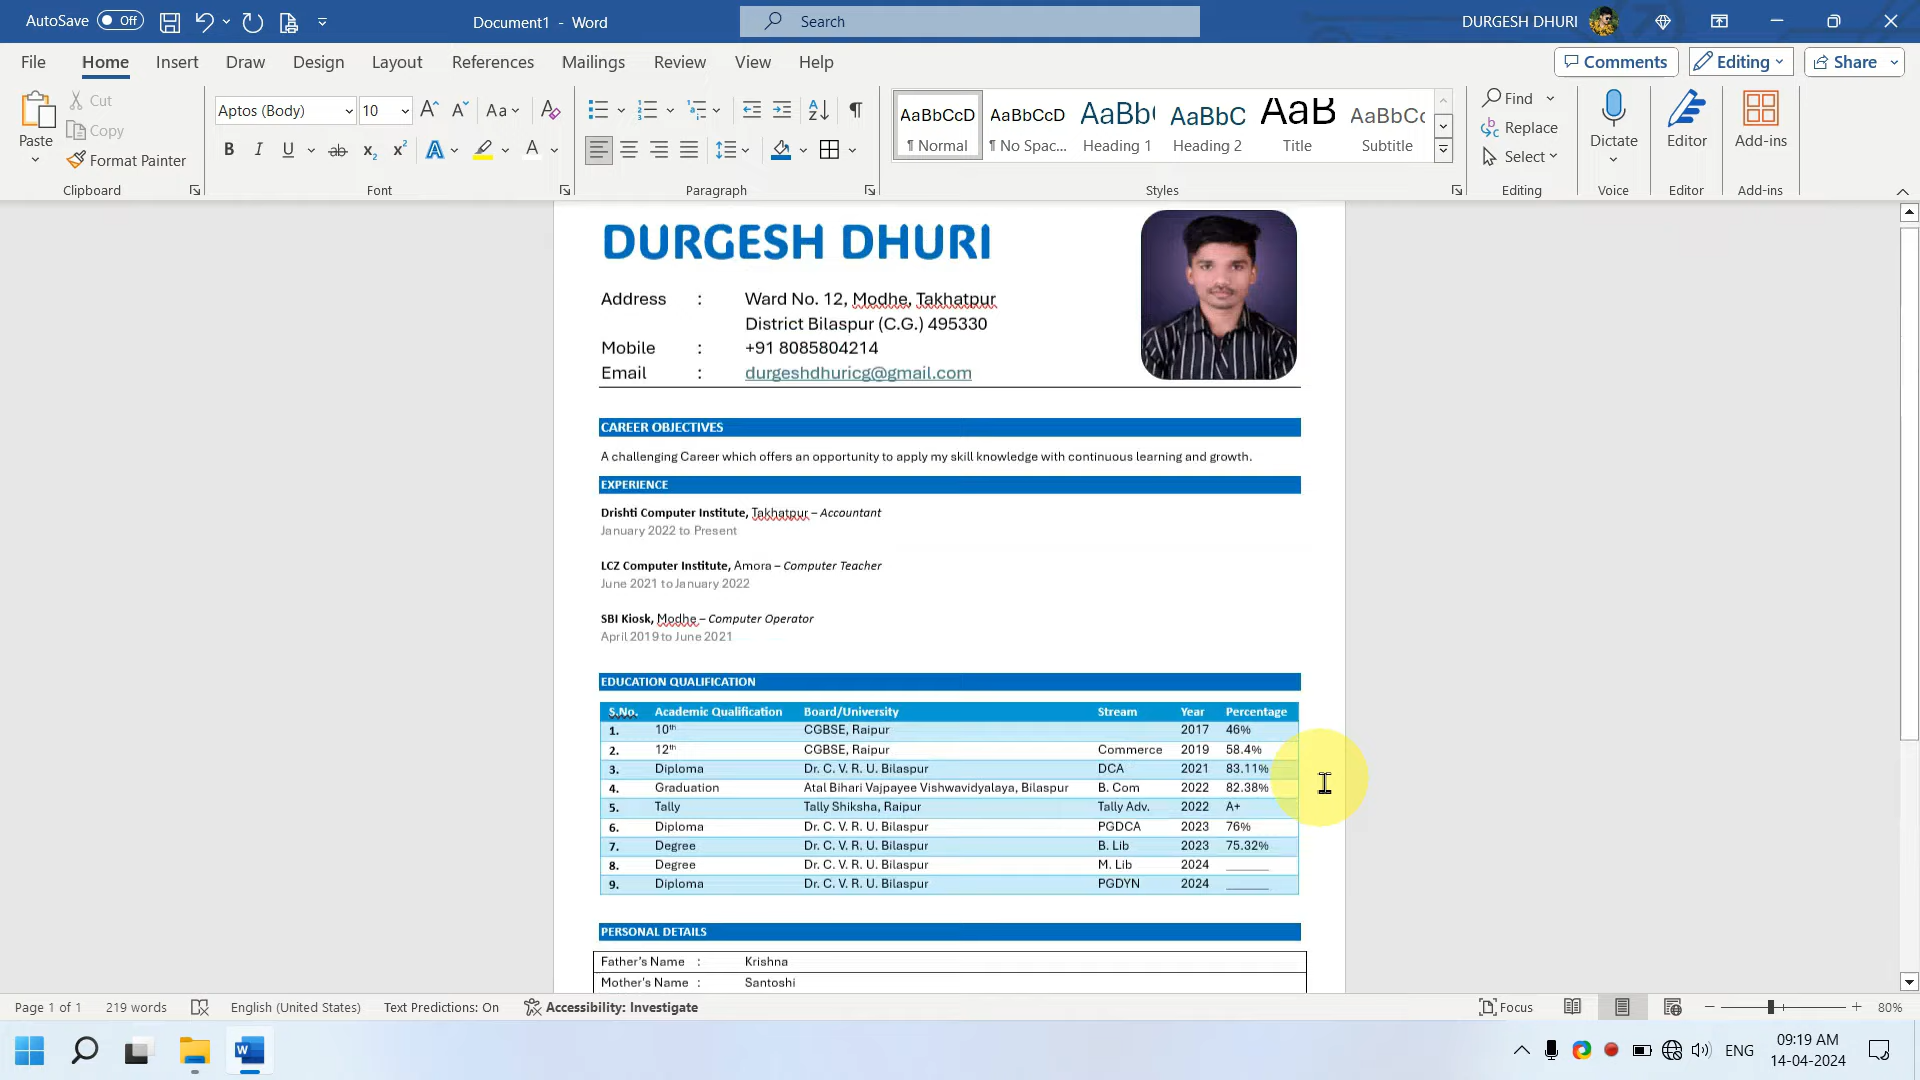 AutoSave Off Document1 - Word Search DURGESH DHURI
File Home Insert Draw Design Layout References Mailings Review View Help Comments Editing Share
Paste Cut Copy Format Painter Clipboard
Aptos (Body) 10 Aa
B I U ab x₂ x² A A Font
Paragraph
AaBbCcD ¶ Normal
AaBbCcD ¶ No Spac...
AaBb( Heading 1
AaBbC Heading 2
AaB Title
AaBbCc Subtitle
Styles
Find Replace Select Editing
Dictate Voice
Editor Editor
Add-ins Add-ins
DURGESH DHURI
Address : Ward No. 12, Modhe, Takhatpur
District Bilaspur (C.G.) 495330
Mobile : +91 8085804214
Email : durgeshdhuricg@gmail.com
CAREER OBJECTIVES
A challenging Career which offers an opportunity to apply my skill knowledge with continuous learning and growth.
EXPERIENCE
Drishti Computer Institute, Takhatpur – Accountant
January 2022 to Present
LCZ Computer Institute, Amora – Computer Teacher
June 2021 to January 2022
SBI Kiosk, Modhe – Computer Operator
April 2019 to June 2021
EDUCATION QUALIFICATION
S.No. Academic Qualification Board/University Stream Year Percentage
1. 10th CGBSE, Raipur 2017 46%
2. 12th CGBSE, Raipur Commerce 2019 58.4%
3. Diploma Dr. C. V. R. U. Bilaspur DCA 2021 83.11%
4. Graduation Atal Bihari Vajpayee Vishwavidyalaya, Bilaspur B. Com 2022 82.38%
5. Tally Tally Shiksha, Raipur Tally Adv. 2022 A+
6. Diploma Dr. C. V. R. U. Bilaspur PGDCA 2023 76%
7. Degree Dr. C. V. R. U. Bilaspur B. Lib 2023 75.32%
8. Degree Dr. C. V. R. U. Bilaspur M. Lib 2024 ______
9. Diploma Dr. C. V. R. U. Bilaspur PGDYN 2024 ______
PERSONAL DETAILS
Father's Name : Krishna
Mother's Name : Santoshi
Page 1 of 1 219 words English (United States) Text Predictions: On Accessibility: Investigate Focus 80%
ENG 09:19 AM
14-04-2024